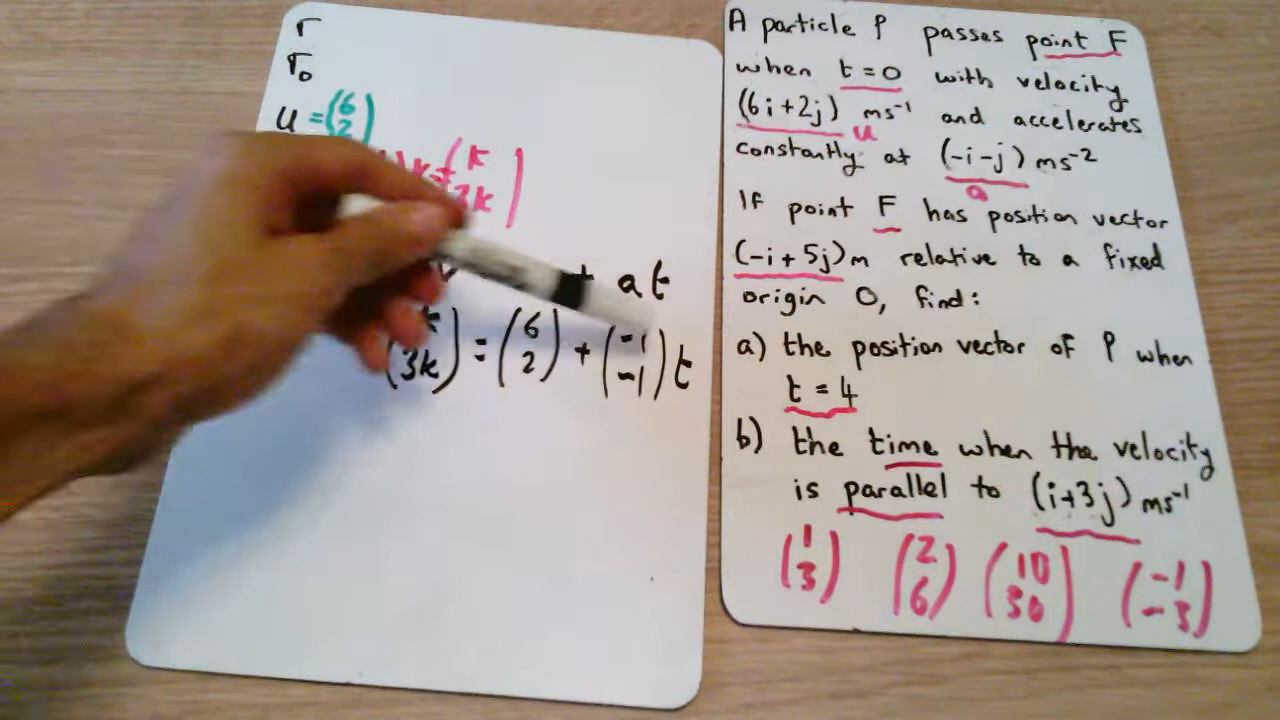 r
r₀
u = (6 2)
k = (k 3k)
+ a t
(k 3k) = (6 2) + (-1 -1) t
A particle P passes point F
when t = 0 with velocity
(6i + 2j) ms⁻¹ and accelerates
u
constantly at (-i-j) ms⁻²
a
If point F has position vector
(-i + 5j) m relative to a fixed
origin O, find:
a) the position vector of P when
t = 4
b) the time when the velocity
is parallel to (i+3j) ms⁻¹
(1 3) (2 6) (10 30) (-1 -3)